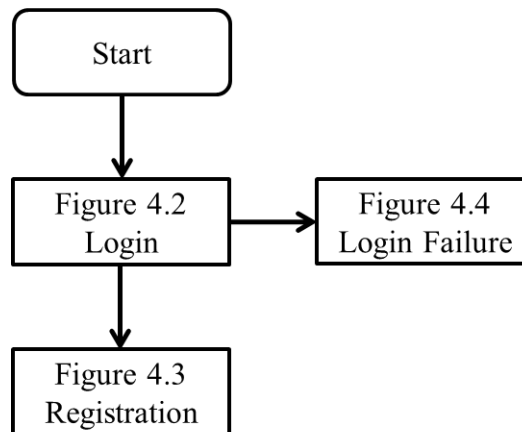 Start
Figure 4.2
Login
Figure 4.4
Login Failure
Figure 4.3
Registration